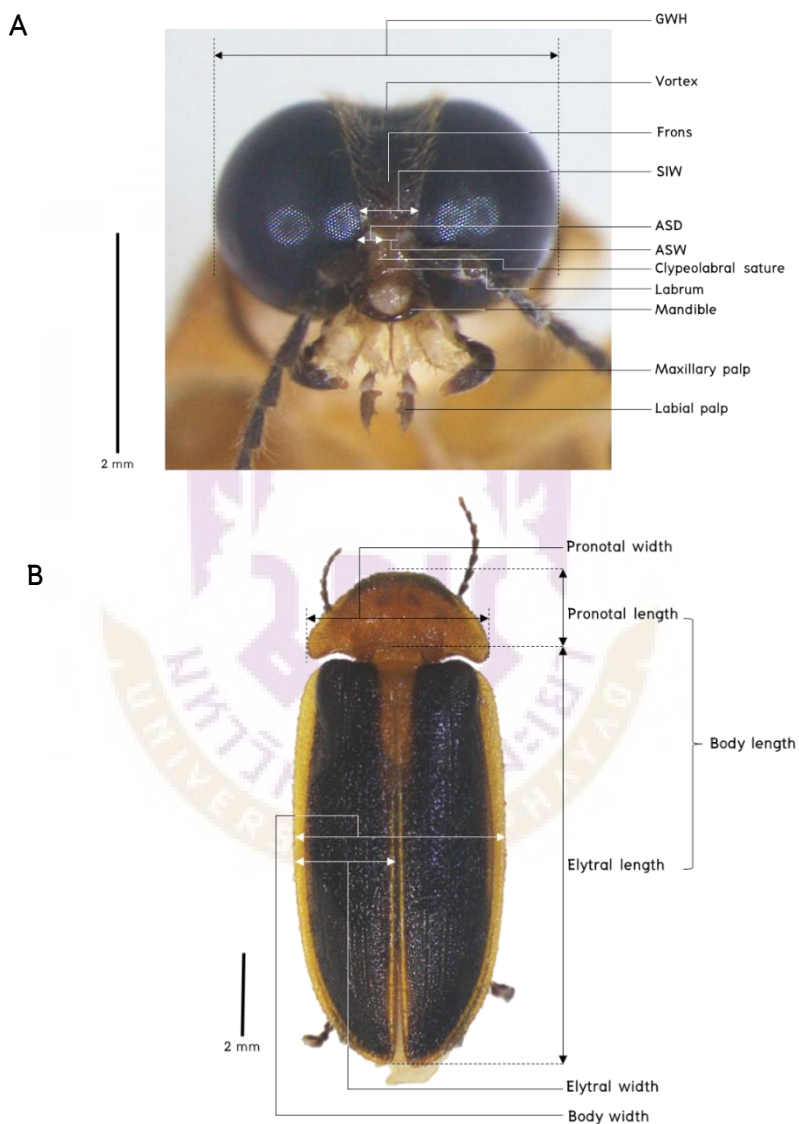 A
GWH
Vortex
Frons
SIW
ASD
ASW
Clypeolabral sature
Labrum
Mandible
Maxillary palp
Labial palp
2 mm
B
Pronotal width
Pronotal length
Body length
Elytral length
2 mm
Elytral width
Body width